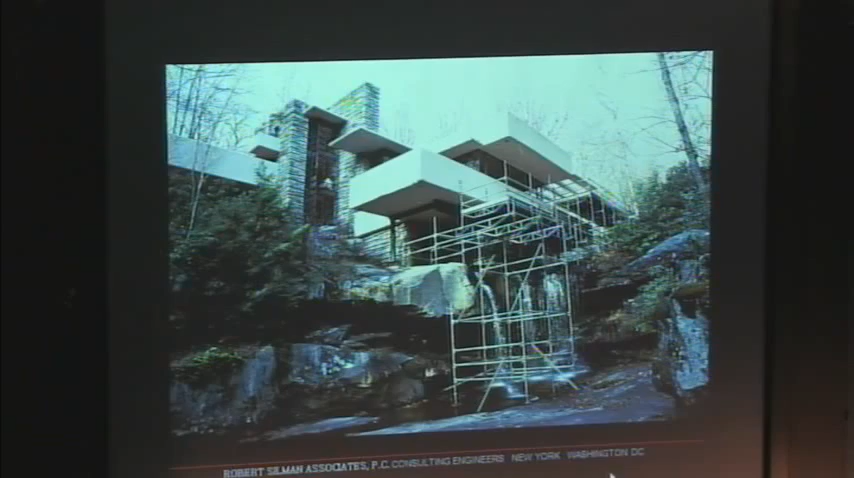 ROBERT SILMAN ASSOCIATES, P.C. CONSULTING ENGINEERS NEW YORK WASHINGTON DC